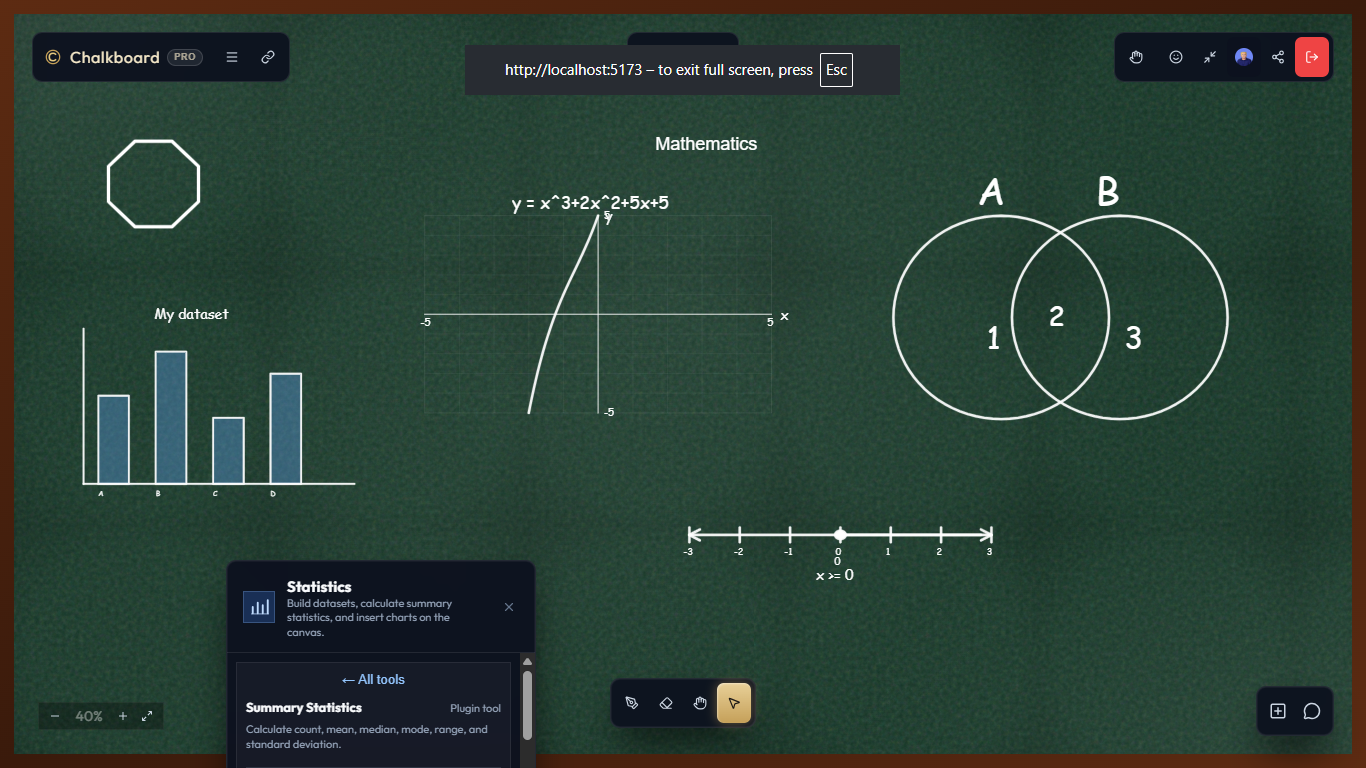 © Chalkboard PRO
http://localhost:5173 – to exit full screen, press Esc
Mathematics
y = x^3+2x^2+5x+5
5
y
-5
5
x
-5
A
B
1
2
3
My dataset
A
B
C
D
-3
-2
-1
0
1
2
3
0
x >= 0
Statistics
Build datasets, calculate summary
statistics, and insert charts on the
canvas.
← All tools
Summary Statistics
Plugin tool
Calculate count, mean, median, mode, range, and
standard deviation.
− 40% +